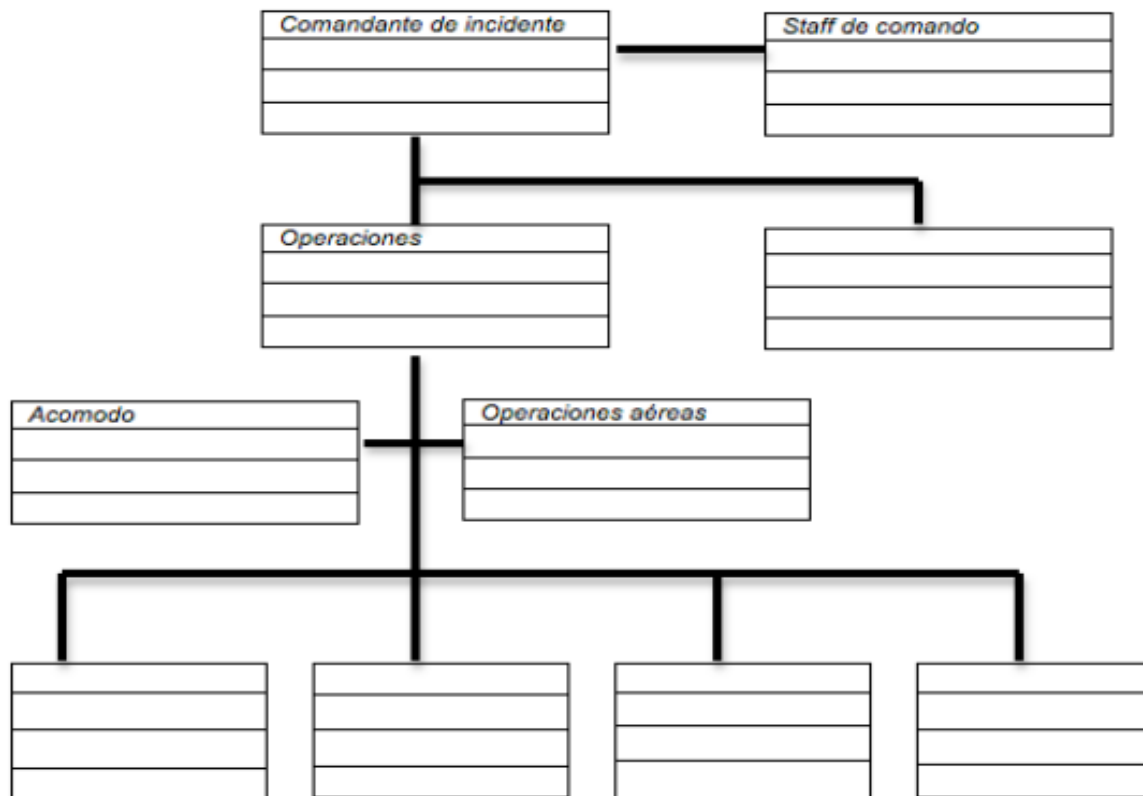 Comandante de incidente
Staff de comando
Operaciones
Acomodo
Operaciones aéreas